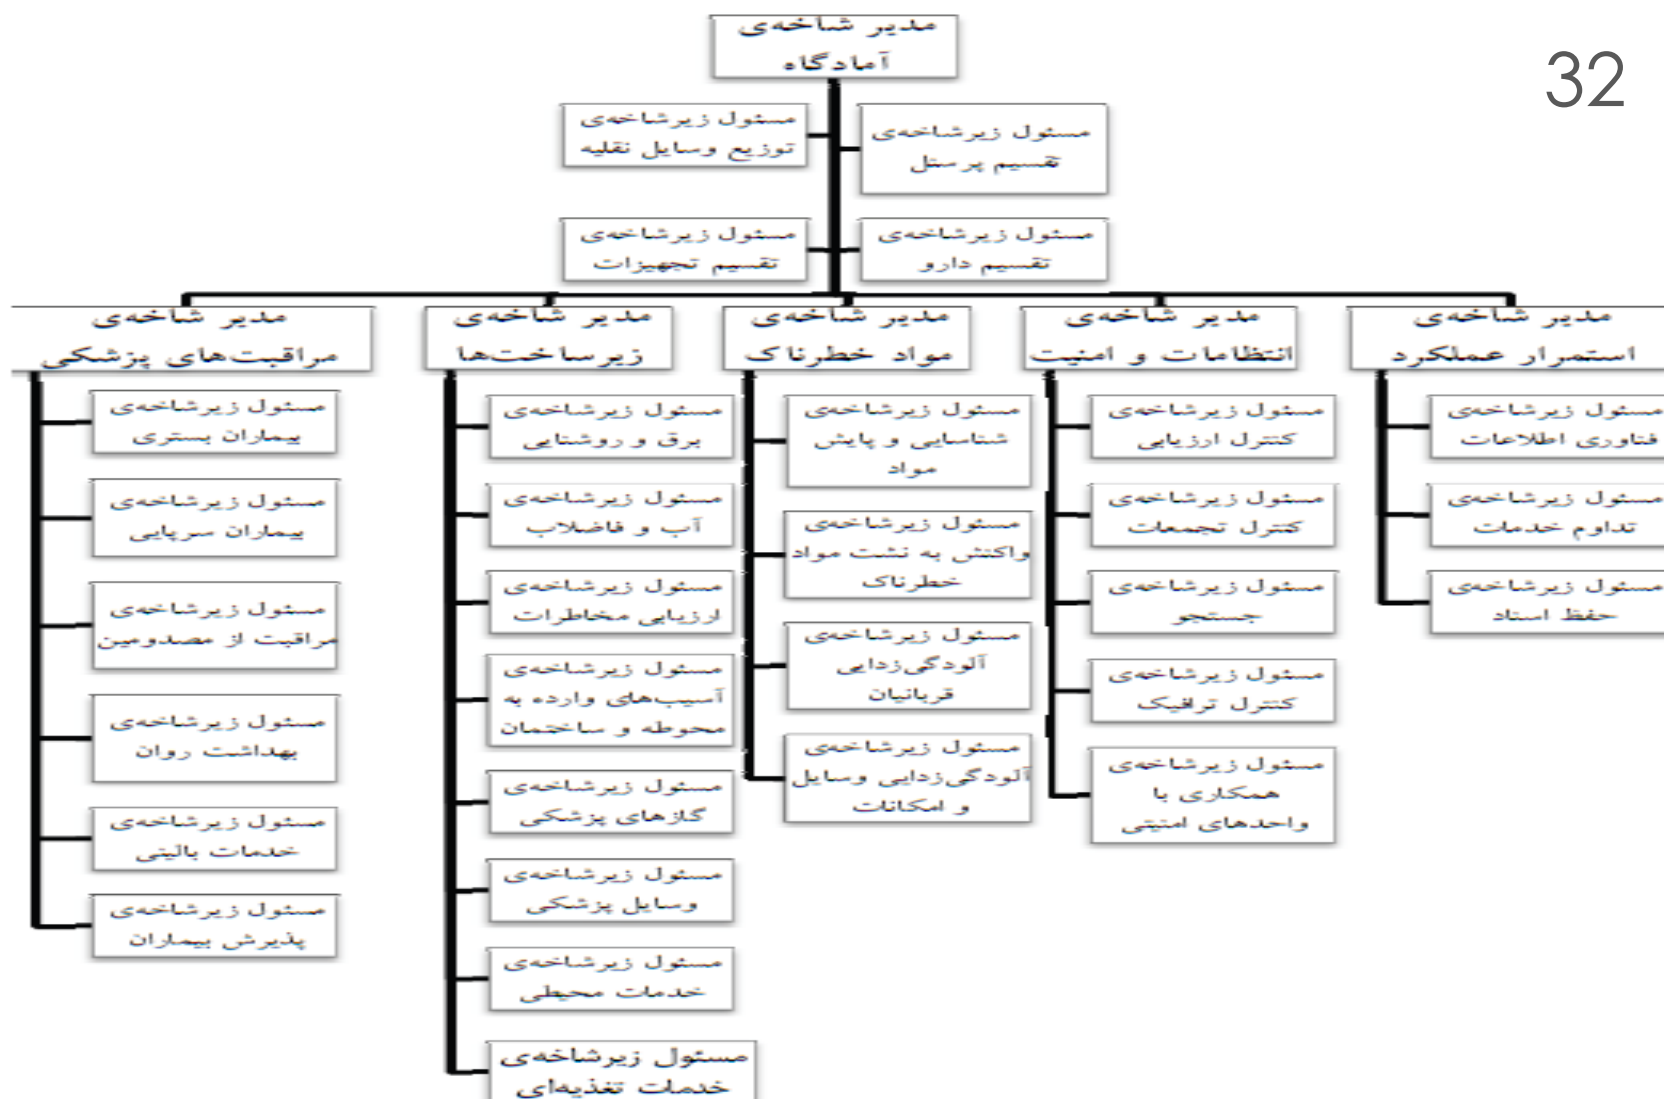 32
مدیر شاخه‌ی
آمادگاه
مسئول زیرشاخه‌ی
تقسیم پرسنل
مسئول زیرشاخه‌ی
توزیع وسایل نقلیه
مسئول زیرشاخه‌ی
تقسیم دارو
مسئول زیرشاخه‌ی
تقسیم تجهیزات
مدیر شاخه‌ی
استمرار عملکرد
مسئول زیرشاخه‌ی
فناوری اطلاعات
مسئول زیرشاخه‌ی
تداوم خدمات
مسئول زیرشاخه‌ی
حفظ اسناد
مدیر شاخه‌ی
انتظامات و امنیت
مسئول زیرشاخه‌ی
کنترل ارزیابی
مسئول زیرشاخه‌ی
کنترل تجمعات
مسئول زیرشاخه‌ی
جستجو
مسئول زیرشاخه‌ی
کنترل ترافیک
مسئول زیرشاخه‌ی
همکاری با
واحدهای امنیتی
مدیر شاخه‌ی
مواد خطرناک
مسئول زیرشاخه‌ی
شناسایی و پایش
مواد
مسئول زیرشاخه‌ی
واکنش به نشت مواد
خطرناک
مسئول زیرشاخه‌ی
آلودگی‌زدایی
قربانیان
مسئول زیرشاخه‌ی
آلودگی‌زدایی وسایل
و امکانات
مدیر شاخه‌ی
زیرساخت‌ها
مسئول زیرشاخه‌ی
برق و روشنایی
مسئول زیرشاخه‌ی
آب و فاضلاب
مسئول زیرشاخه‌ی
ارزیابی مخاطرات
مسئول زیرشاخه‌ی
آسیب‌های وارده به
محوطه و ساختمان
مسئول زیرشاخه‌ی
گازهای پزشکی
مسئول زیرشاخه‌ی
وسایل پزشکی
مسئول زیرشاخه‌ی
خدمات محیطی
مسئول زیرشاخه‌ی
خدمات تغذیه‌ای
مدیر شاخه‌ی
مراقبت‌های پزشکی
مسئول زیرشاخه‌ی
بیماران بستری
مسئول زیرشاخه‌ی
بیماران سرپایی
مسئول زیرشاخه‌ی
مراقبت از مصدومین
مسئول زیرشاخه‌ی
بهداشت روان
مسئول زیرشاخه‌ی
خدمات بالینی
مسئول زیرشاخه‌ی
پذیرش بیماران